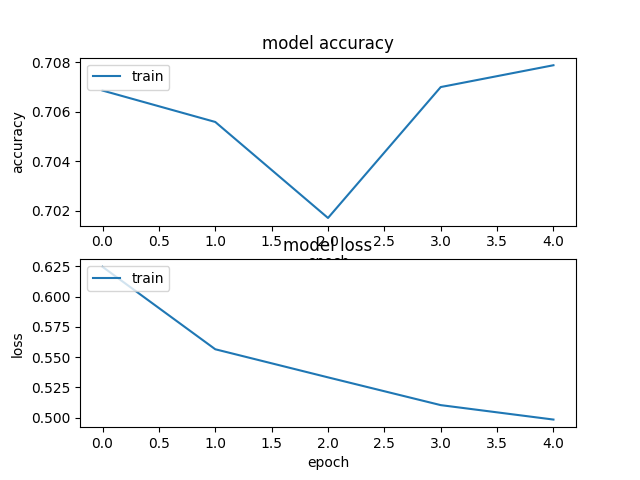 model accuracy
0.708
0.706
0.704
0.702
accuracy
train
0.0 0.5 1.0 1.5 2.0 2.5 3.0 3.5 4.0
epoch
model loss
0.625
0.600
0.575
0.550
0.525
0.500
loss
train
0.0 0.5 1.0 1.5 2.0 2.5 3.0 3.5 4.0
epoch